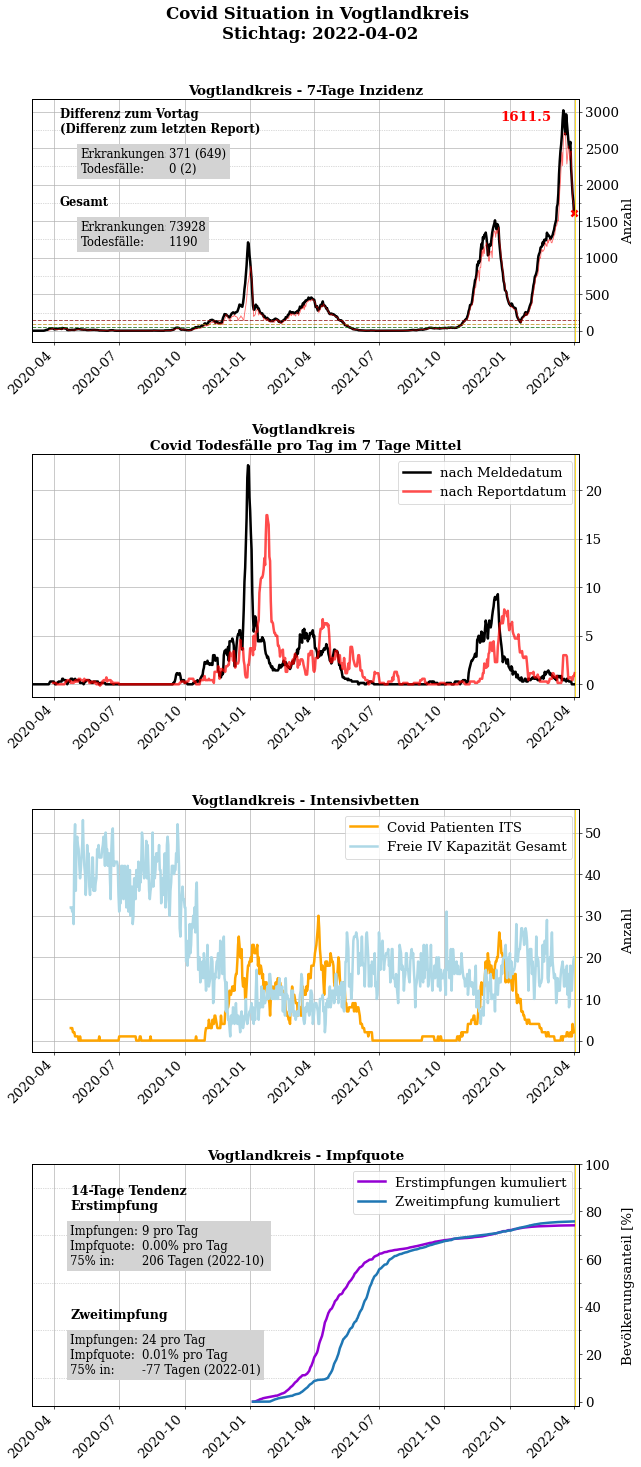 Covid Situation in Vogtlandkreis
Stichtag: 2022-04-02
Vogtlandkreis - 7-Tage Inzidenz
Differenz zum Vortag
(Differenz zum letzten Report)
Erkrankungen 371 (649)
Todesfälle: 0 (2)
Gesamt
Erkrankungen 73928
Todesfälle: 1190
1611.5
3000
2500
2000
1500
1000
500
0
Anzahl
2020-04 2020-07 2020-10 2021-01 2021-04 2021-07 2021-10 2022-01 2022-04
Vogtlandkreis
Covid Todesfälle pro Tag im 7 Tage Mittel
nach Meldedatum
nach Reportdatum
20
15
10
5
0
2020-04 2020-07 2020-10 2021-01 2021-04 2021-07 2021-10 2022-01 2022-04
Vogtlandkreis - Intensivbetten
Covid Patienten ITS
Freie IV Kapazität Gesamt
50
40
30
20
10
0
Anzahl
2020-04 2020-07 2020-10 2021-01 2021-04 2021-07 2021-10 2022-01 2022-04
Vogtlandkreis - Impfquote
14-Tage Tendenz
Erstimpfung
Impfungen: 9 pro Tag
Impfquote: 0.00% pro Tag
75% in: 206 Tagen (2022-10)
Zweitimpfung
Impfungen: 24 pro Tag
Impfquote: 0.01% pro Tag
75% in: -77 Tagen (2022-01)
Erstimpfungen kumuliert
Zweitimpfung kumuliert
100
80
60
40
20
0
Bevölkerungsanteil [%]
2020-04 2020-07 2020-10 2021-01 2021-04 2021-07 2021-10 2022-01 2022-04